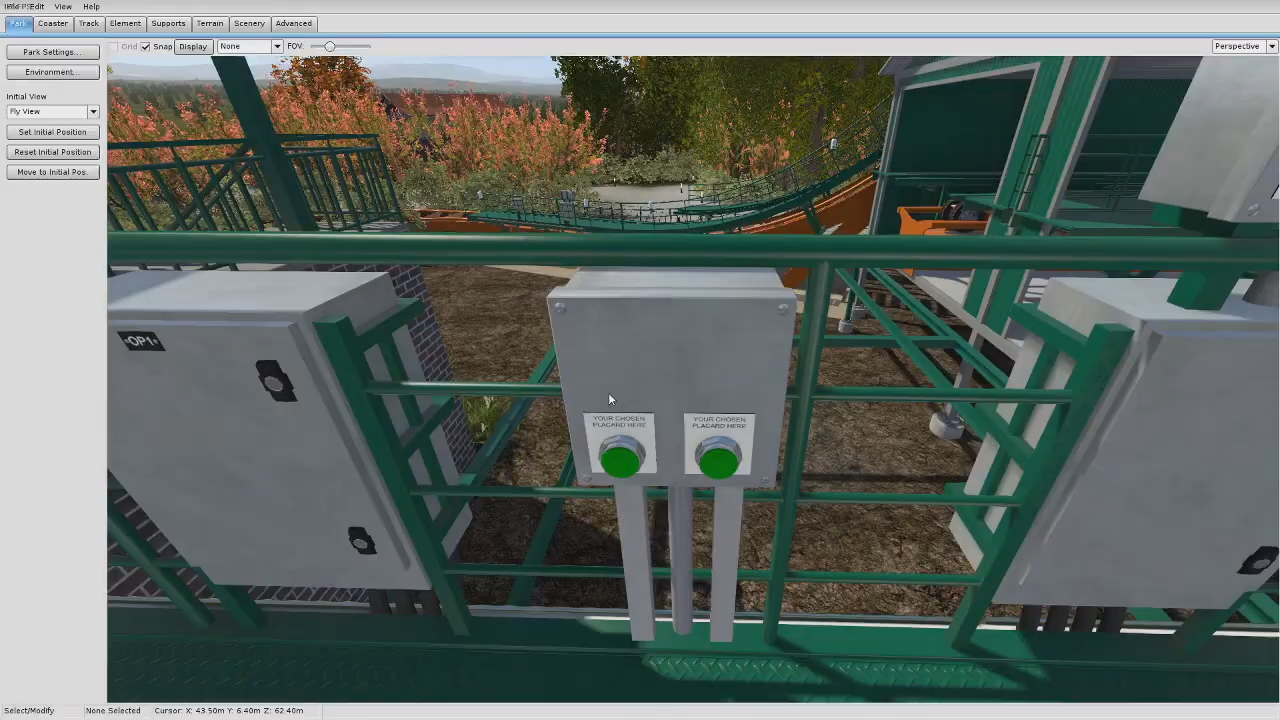 Edit View Help
Park Coaster Track Element Supports Terrain Scenery Advanced
Grid Snap Display None FOV: Perspective
Park Settings...
Environment...
Initial View
Fly View
Set Initial Position
Reset Initial Position
Move to Initial Pos.
OP1
YOUR CHOSEN
PLACARD HERE
YOUR CHOSEN
PLACARD HERE
Select/Modify None Selected Cursor: X: 43.50m Y: 6.40m Z: 62.40m